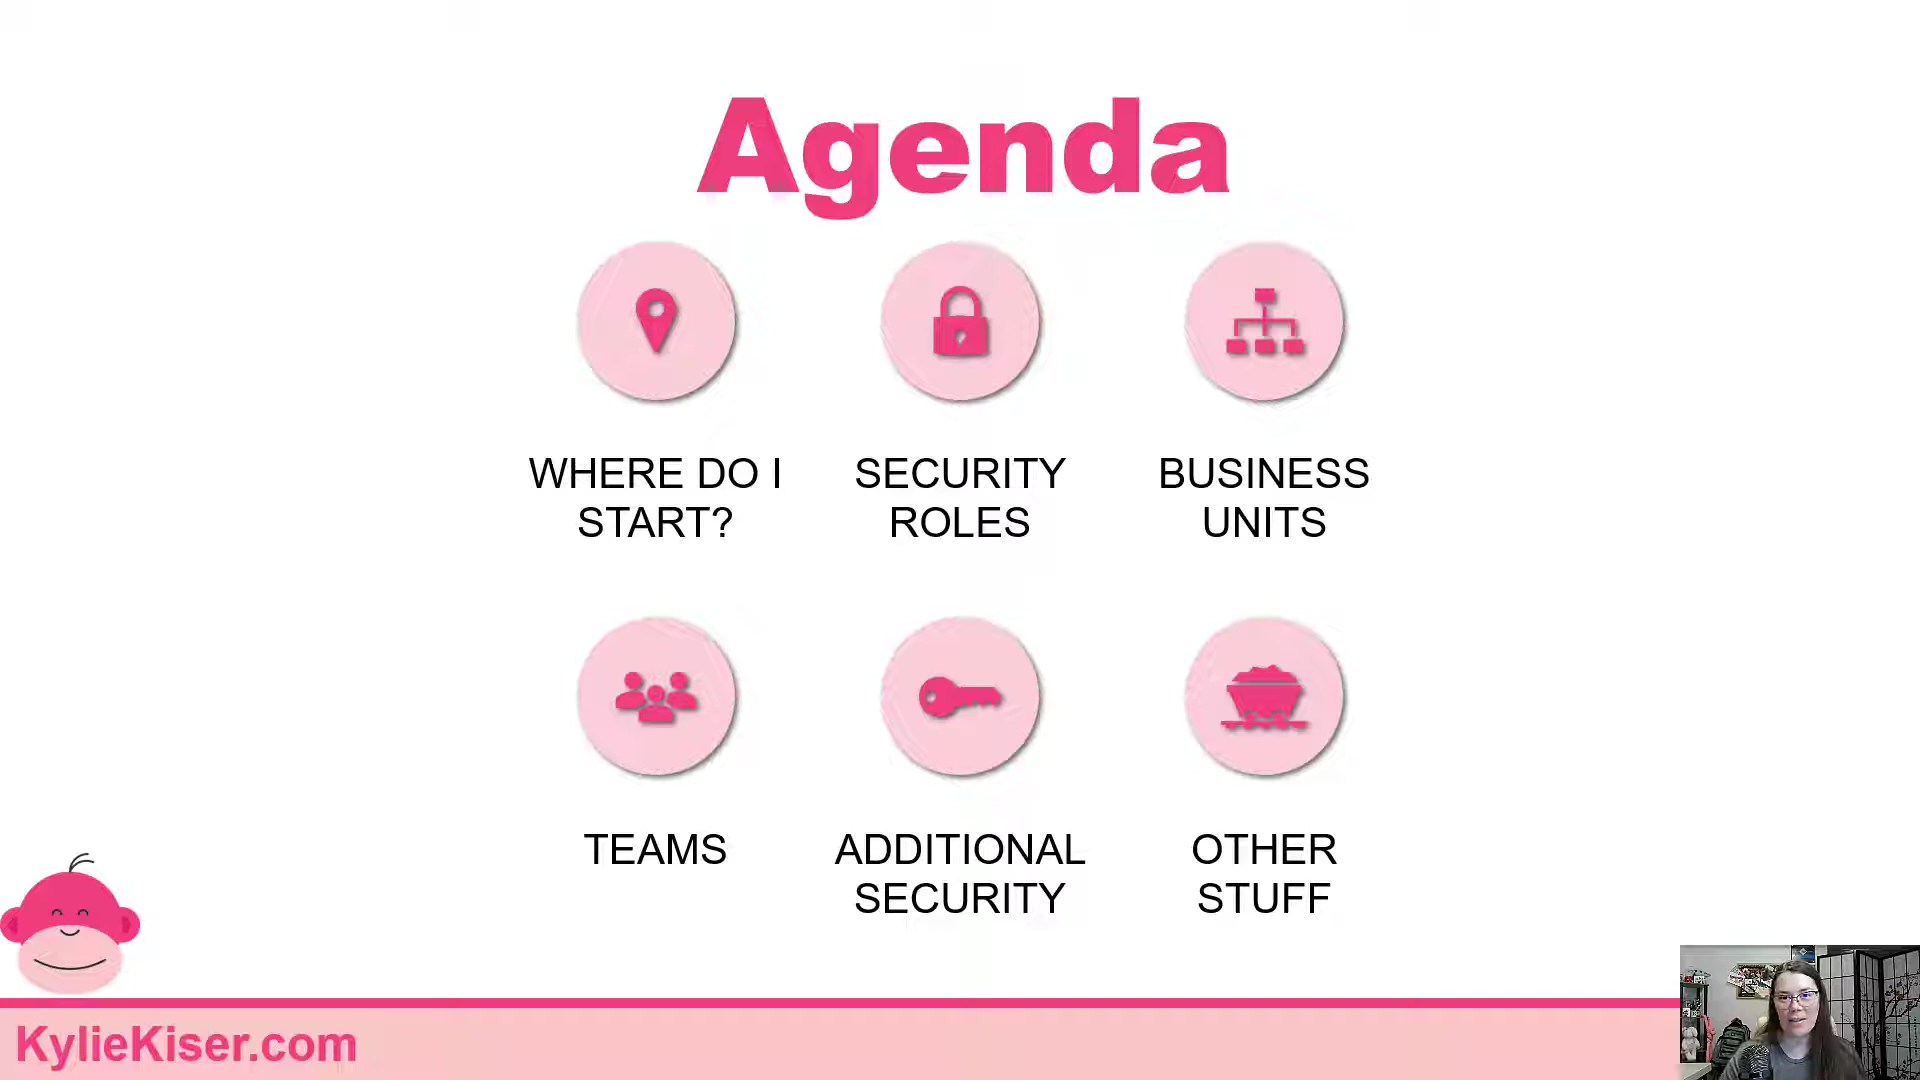 Agenda
WHERE DO I
START?
SECURITY
ROLES
BUSINESS
UNITS
TEAMS
ADDITIONAL
SECURITY
OTHER
STUFF
KylieKiser.com